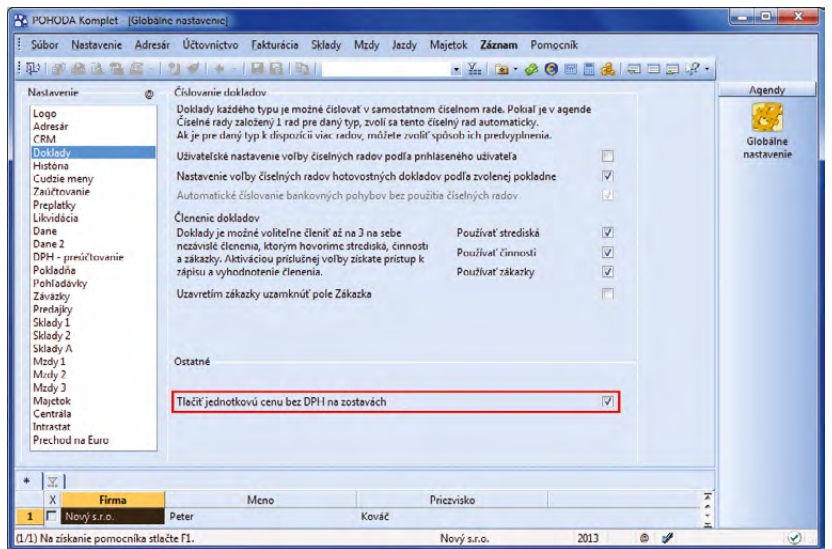 POHODA Komplet - [Globálne nastavenie]
Súbor Nastavenie Adresár Účtovníctvo Fakturácia Sklady Mzdy Jazdy Majetok Záznam Pomocník
Nastavenie
Logo
Adresár
CRM
Doklady
História
Cudzie meny
Zaúčtovanie
Preplatky
Likvidácia
Dane
Dane 2
DPH - preúčtovanie
Pokladňa
Pohľadávky
Záväzky
Predajky
Sklady 1
Sklady 2
Sklady A
Mzdy 1
Mzdy 2
Mzdy 3
Majetok
Centrála
Intrastat
Prechod na Euro
Číslovanie dokladov
Doklady každého typu je možné číslovať v samostatnom číselnom rade. Pokiaľ je v agende
Číselné rady založený 1 rad pre daný typ, zvolí sa tento číselný rad automaticky.
Ak je pre daný typ k dispozícii viac radov, môžete zvoliť spôsob ich predvyplnenia.
Užívateľské nastavenie voľby číselných radov podľa prihláseného užívateľa
Nastavenie voľby číselných radov hotovostných dokladov podľa zvolenej pokladne
Automatické číslovanie bankovných pohybov bez použitia číselných radov
Členenie dokladov
Doklady je možné voliteľne členiť až na 3 na sebe
nezávislé členenia, ktorým hovoríme strediská, činnosti
a zákazky. Aktiváciou príslušnej voľby získate prístup k
zápisu a vyhodnotenie členenia.
Používať strediská
Používať činnosti
Používať zákazky
Uzavretím zákazky uzamknúť pole Zákazka
Ostatné
Tlačiť jednotkovú cenu bez DPH na zostavách
Agendy
Globálne
nastavenie
X Firma Meno Priezvisko
1 Nový s.r.o. Peter Kováč
(1/1) Na získanie pomocníka stlačte F1. Nový s.r.o. 2013 @